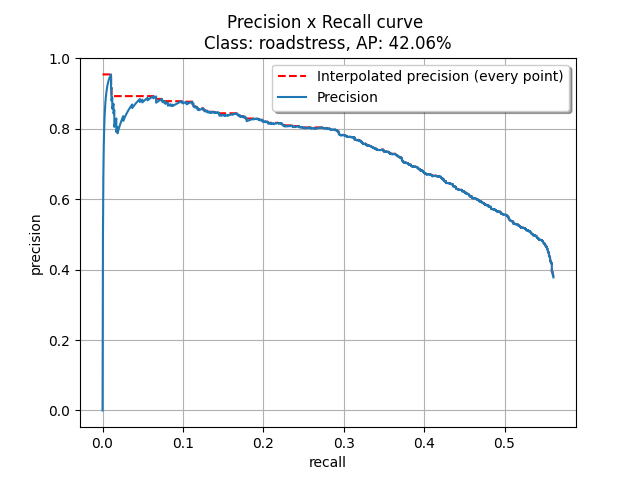 Precision x Recall curve
Class: roadstress, AP: 42.06%
Interpolated precision (every point)
Precision
1.0
0.8
0.6
0.4
0.2
0.0
precision
0.0 0.1 0.2 0.3 0.4 0.5
recall